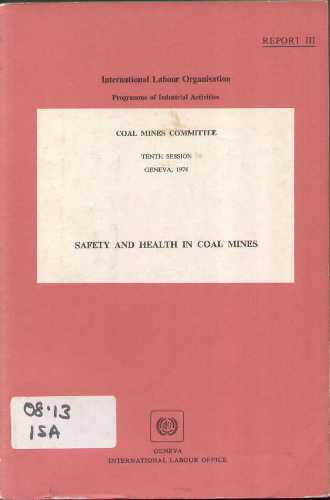 REPORT III
International Labour Organisation
Programme of Industrial Activities
COAL MINES COMMITTEE
TENTH SESSION
GENEVA, 1976
SAFETY AND HEALTH IN COAL MINES
08.13
ISA
GENEVA
INTERNATIONAL LABOUR OFFICE